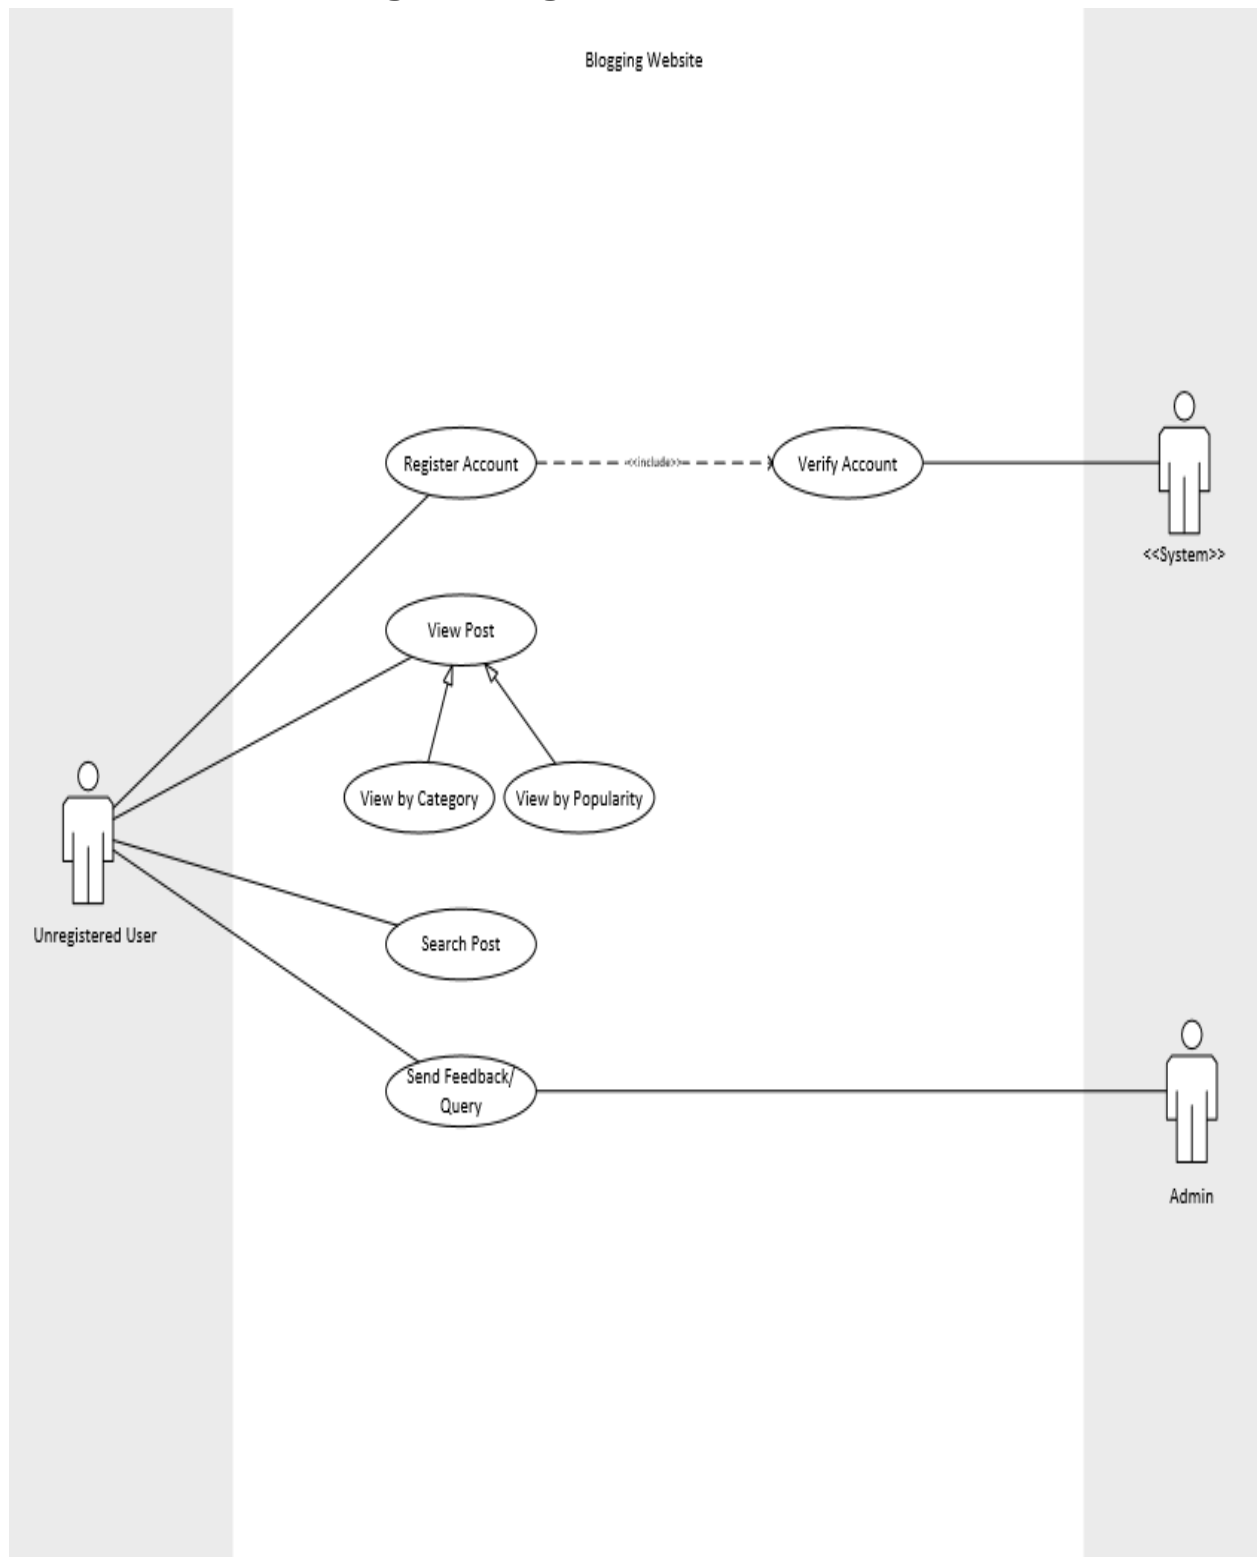 Blogging Website
Register Account
<<include>>
Verify Account
<<System>>
View Post
View by Category
View by Popularity
Unregistered User
Search Post
Send Feedback/
Query
Admin